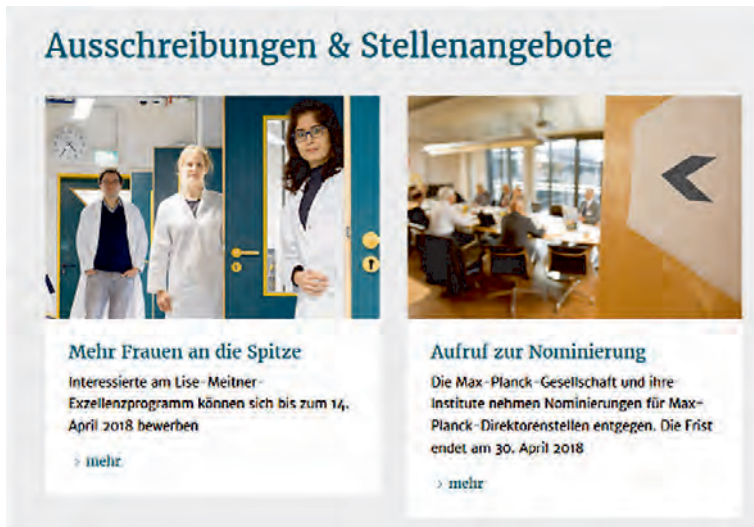 Ausschreibungen & Stellenangebote
Mehr Frauen an die Spitze
Interessierte am Lise-Meitner-
Exzellenzprogramm können sich bis zum 14.
April 2018 bewerben
> mehr
Aufruf zur Nominierung
Die Max-Planck-Gesellschaft und ihre
Institute nehmen Nominierungen für Max-
Planck-Direktorenstellen entgegen. Die Frist
endet am 30. April 2018
> mehr